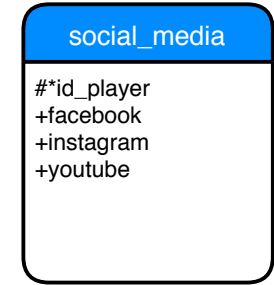 social_media
#*id_player
+facebook
+instagram
+youtube